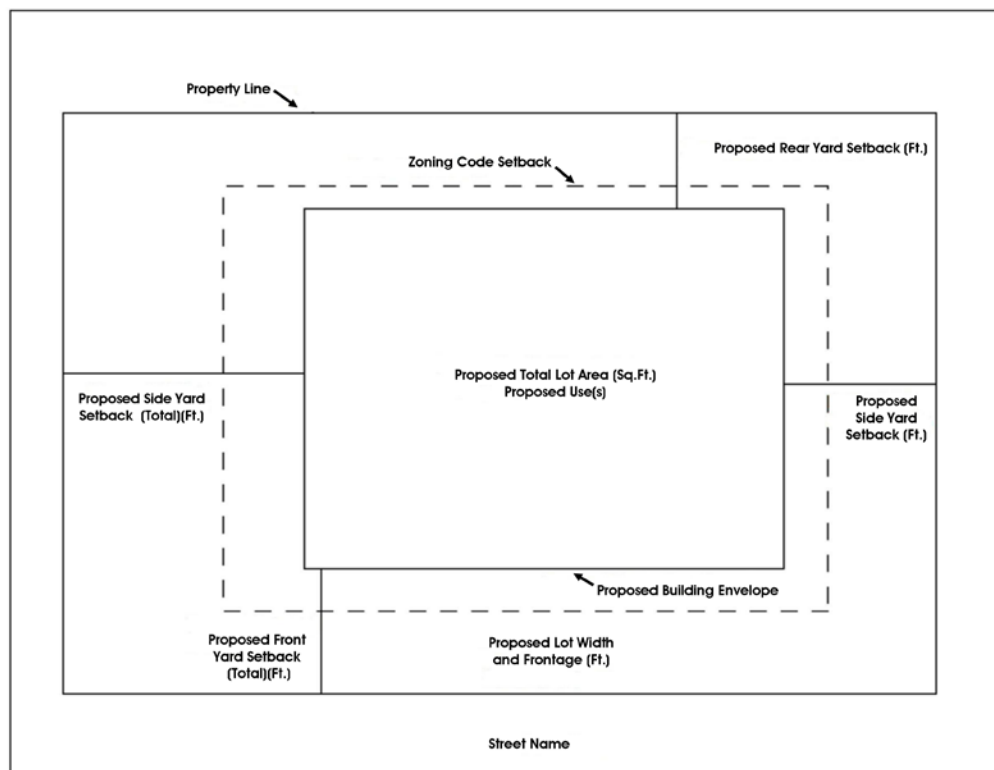 Property Line
Proposed Rear Yard Setback (Ft.)
Zoning Code Setback
Proposed Total Lot Area (Sq.Ft.)
Proposed Use(s)
Proposed Side Yard
Setback (Total)(Ft.)
Proposed
Side Yard
Setback (Ft.)
Proposed Building Envelope
Proposed Front
Yard Setback
(Total)(Ft.)
Proposed Lot Width
and Frontage (Ft.)
Street Name